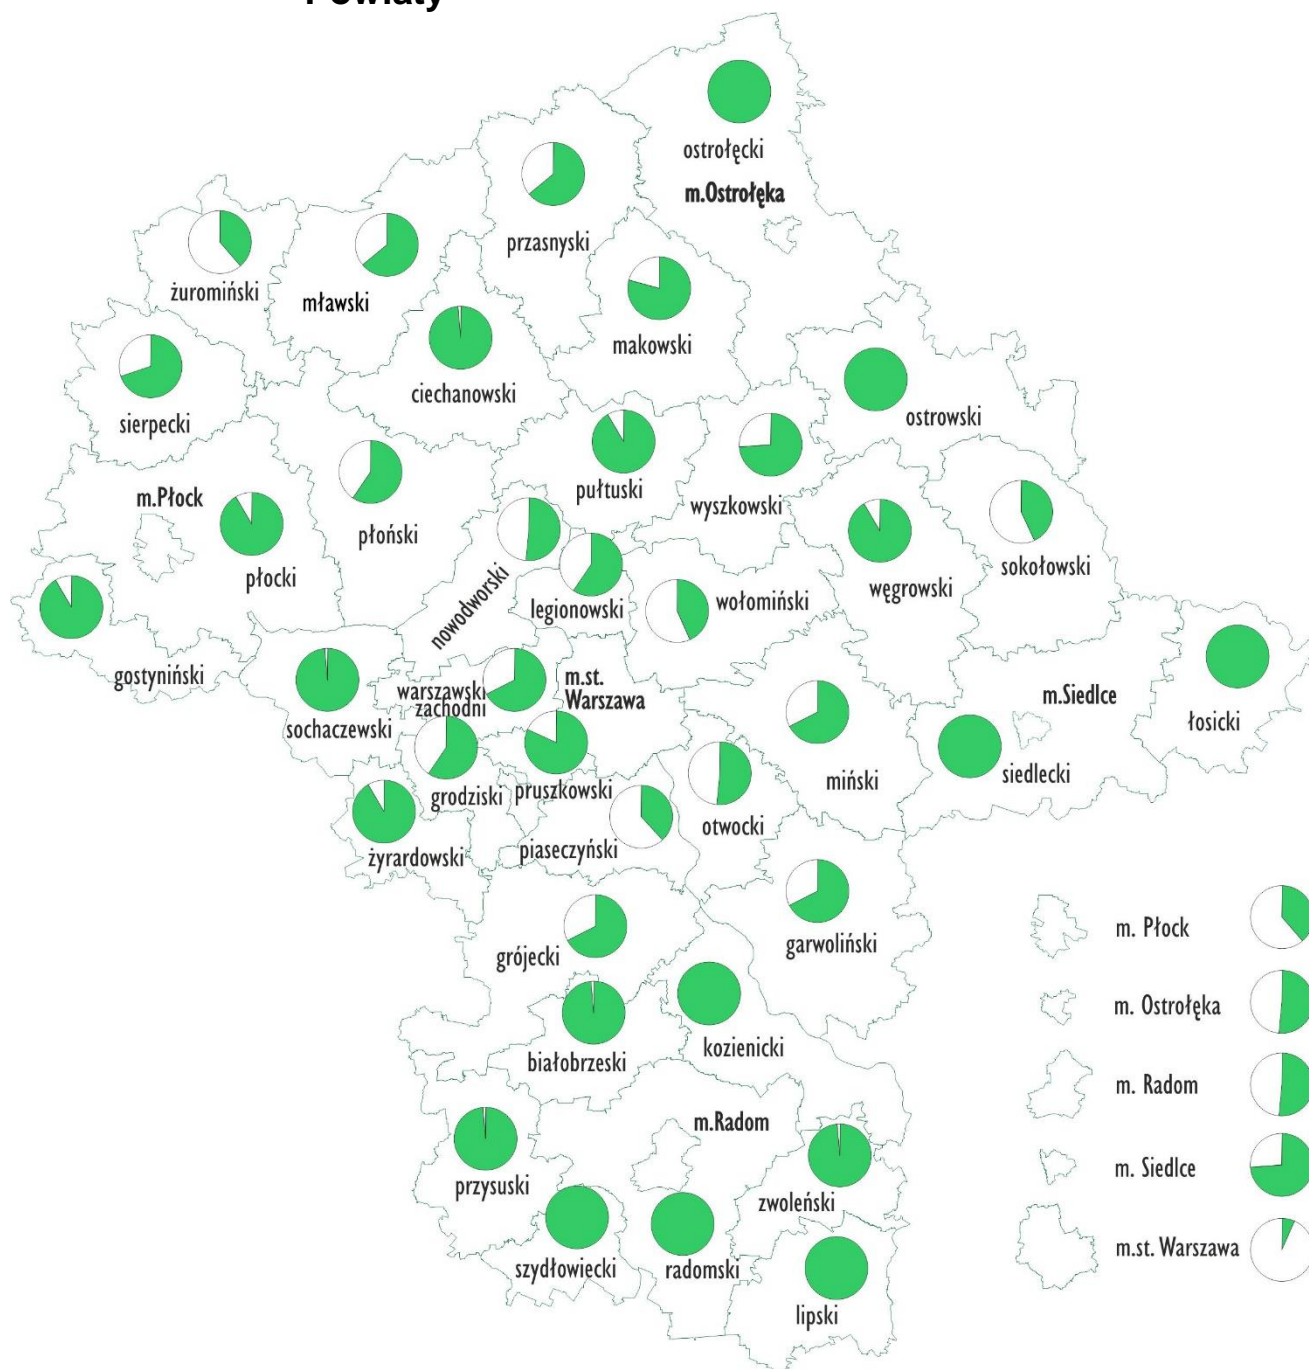 Powiaty
ostrołęcki
m.Ostrołęka
przasnyski
żuromiński
mławski
makowski
ciechanowski
sierpecki
ostrowski
pułtuski
wyszkowski
m.Płock
płoński
płocki
nowodworski
legionowski
wołomiński
węgrowski
sokołowski
gostyniński
sochaczewski
warszawski
zachodni
m.st.
Warszawa
m.Siedlce
łosicki
siedlecki
miński
grodziski
pruszkowski
otwocki
żyrardowski
piaseczyński
grójecki
garwoliński
m. Płock
białobrzeski
kozienicki
m. Ostrołęka
m. Radom
m.Radom
przysuski
zwoleński
m. Siedlce
szydłowiecki
radomski
m.st. Warszawa
lipski